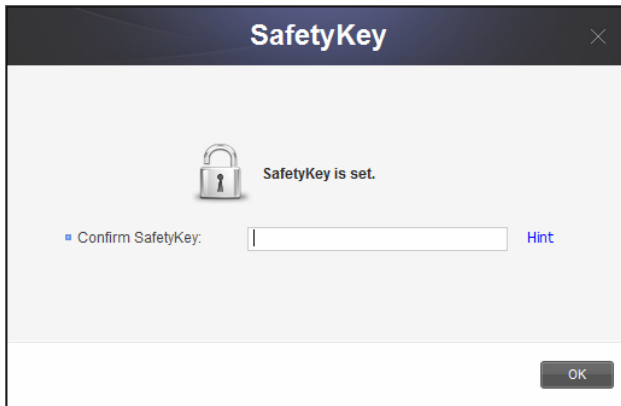 SafetyKey
SafetyKey is set.
Confirm SafetyKey:
Hint
OK